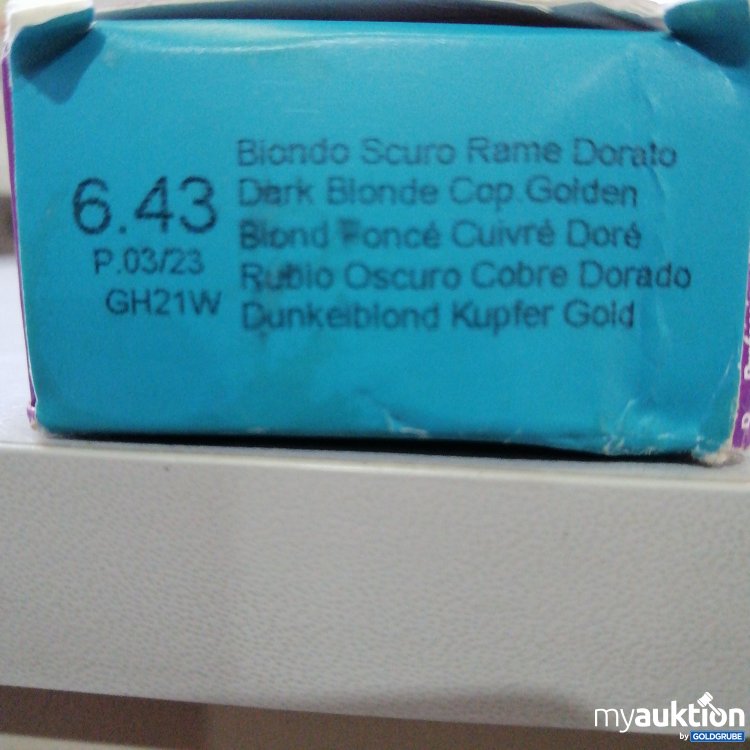 6.43
P.03/23
GH21W
Biondo Scuro Rame Dorato
Dark Blonde Cop.Golden
Blond Foncé Cuivré Doré
Rubio Oscuro Cobre Dorado
Dunkelblond Kupfer Gold
myauktion
by GOLDGRUBE